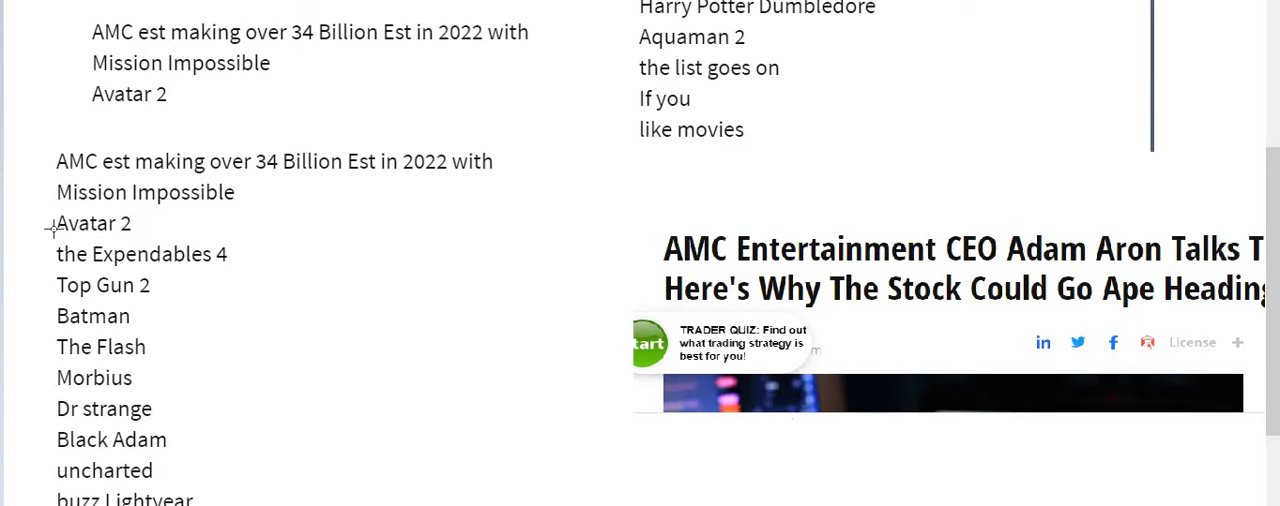 AMC est making over 34 Billion Est in 2022 with
Mission Impossible
Avatar 2
AMC est making over 34 Billion Est in 2022 with
Mission Impossible
Avatar 2
the Expendables 4
Top Gun 2
Batman
The Flash
Morbius
Dr strange
Black Adam
uncharted
buzz Lightyear
Harry Potter Dumbledore
Aquaman 2
the list goes on
If you
like movies
AMC Entertainment CEO Adam Aron Talks T
Here's Why The Stock Could Go Ape Heading
tart
TRADER QUIZ: Find out
what trading strategy is
best for you!
m
in
f
License +